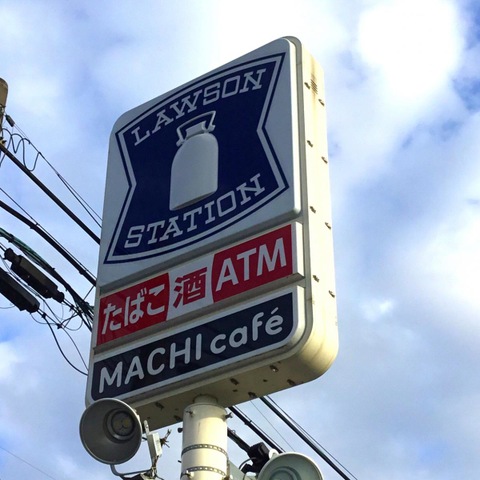 LAWSON
STATION
たばこ 酒 ATM
MACHI café